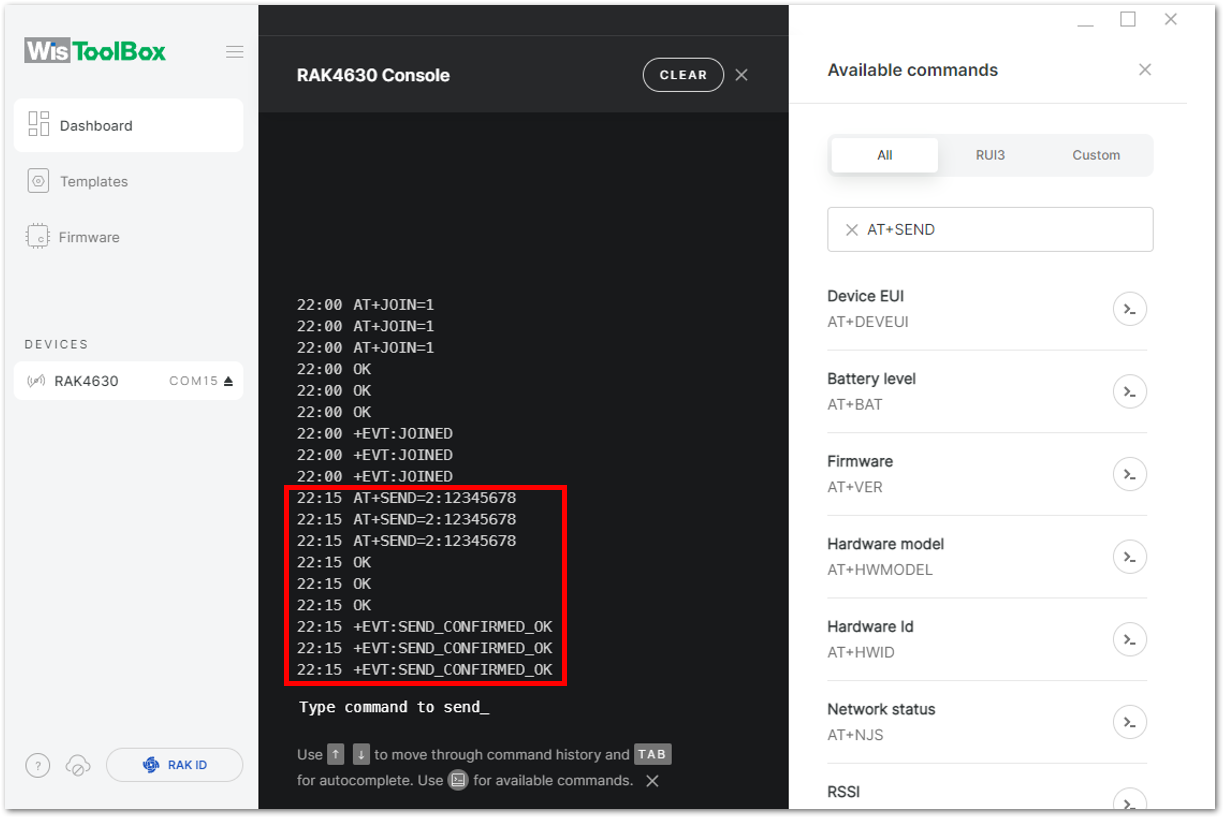 WisToolBox
Dashboard
Templates
Firmware
DEVICES
RAK4630 COM15
?
RAK ID
RAK4630 Console
CLEAR
22:00 AT+JOIN=1
22:00 AT+JOIN=1
22:00 AT+JOIN=1
22:00 OK
22:00 OK
22:00 OK
22:00 +EVT:JOINED
22:00 +EVT:JOINED
22:00 +EVT:JOINED
22:15 AT+SEND=2:12345678
22:15 AT+SEND=2:12345678
22:15 AT+SEND=2:12345678
22:15 OK
22:15 OK
22:15 OK
22:15 +EVT:SEND_CONFIRMED_OK
22:15 +EVT:SEND_CONFIRMED_OK
22:15 +EVT:SEND_CONFIRMED_OK
Type command to send_
Use ↑ ↓ to move through command history and TAB
for autocomplete. Use for available commands.
Available commands
All RUI3 Custom
AT+SEND
Device EUI
AT+DEVEUI
Battery level
AT+BAT
Firmware
AT+VER
Hardware model
AT+HWMODEL
Hardware Id
AT+HWID
Network status
AT+NJS
RSSI